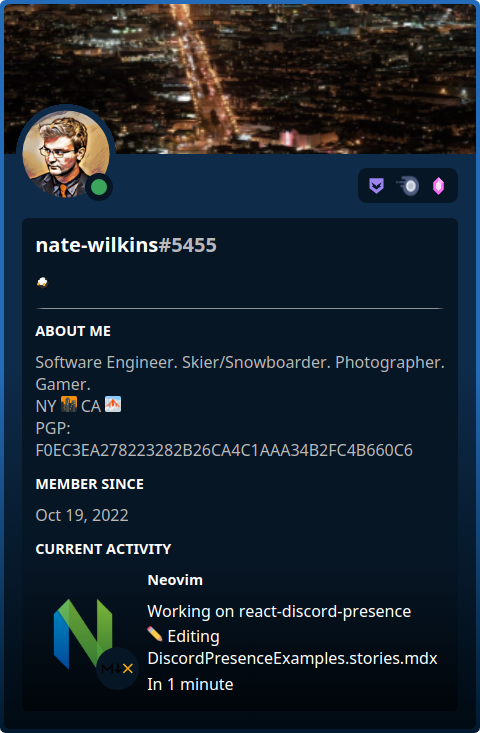 nate-wilkins#5455
ABOUT ME
Software Engineer. Skier/Snowboarder. Photographer.
Gamer.
NY 🌆 CA 🌁
PGP:
F0EC3EA278223282B26CA4C1AAA34B2FC4B660C6
MEMBER SINCE
Oct 19, 2022
CURRENT ACTIVITY
Neovim
Working on react-discord-presence
✏️ Editing
DiscordPresenceExamples.stories.mdx
In 1 minute